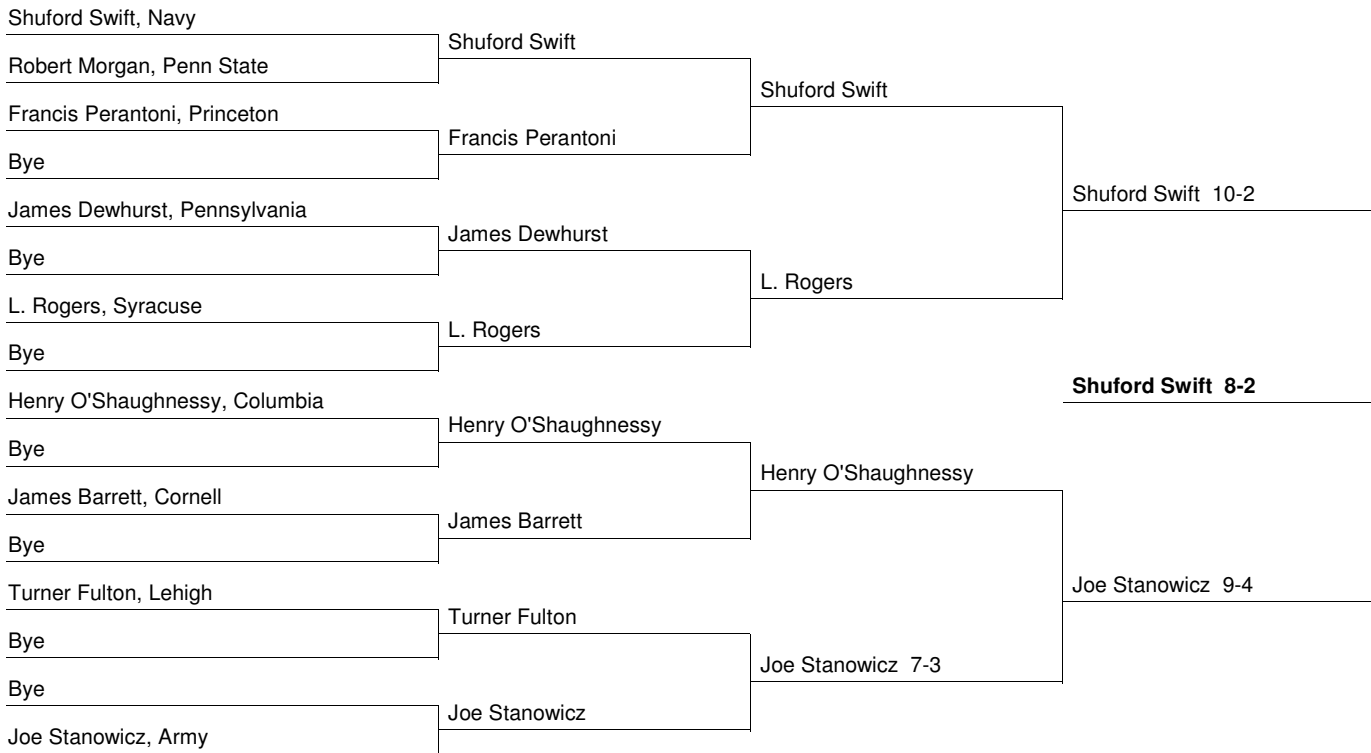 Shuford Swift, Navy
Robert Morgan, Penn State
Francis Perantoni, Princeton
Bye
James Dewhurst, Pennsylvania
Bye
L. Rogers, Syracuse
Bye
Henry O'Shaughnessy, Columbia
Bye
James Barrett, Cornell
Bye
Turner Fulton, Lehigh
Bye
Bye
Joe Stanowicz, Army
Shuford Swift
Francis Perantoni
James Dewhurst
L. Rogers
Henry O'Shaughnessy
James Barrett
Turner Fulton
Joe Stanowicz
Shuford Swift
L. Rogers
Henry O'Shaughnessy
Joe Stanowicz 7-3
Shuford Swift 10-2
Joe Stanowicz 9-4
Shuford Swift 8-2